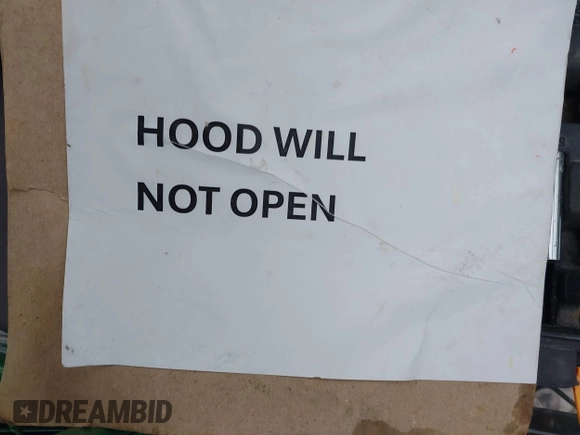 HOOD WILL
NOT OPEN
DREAMBID